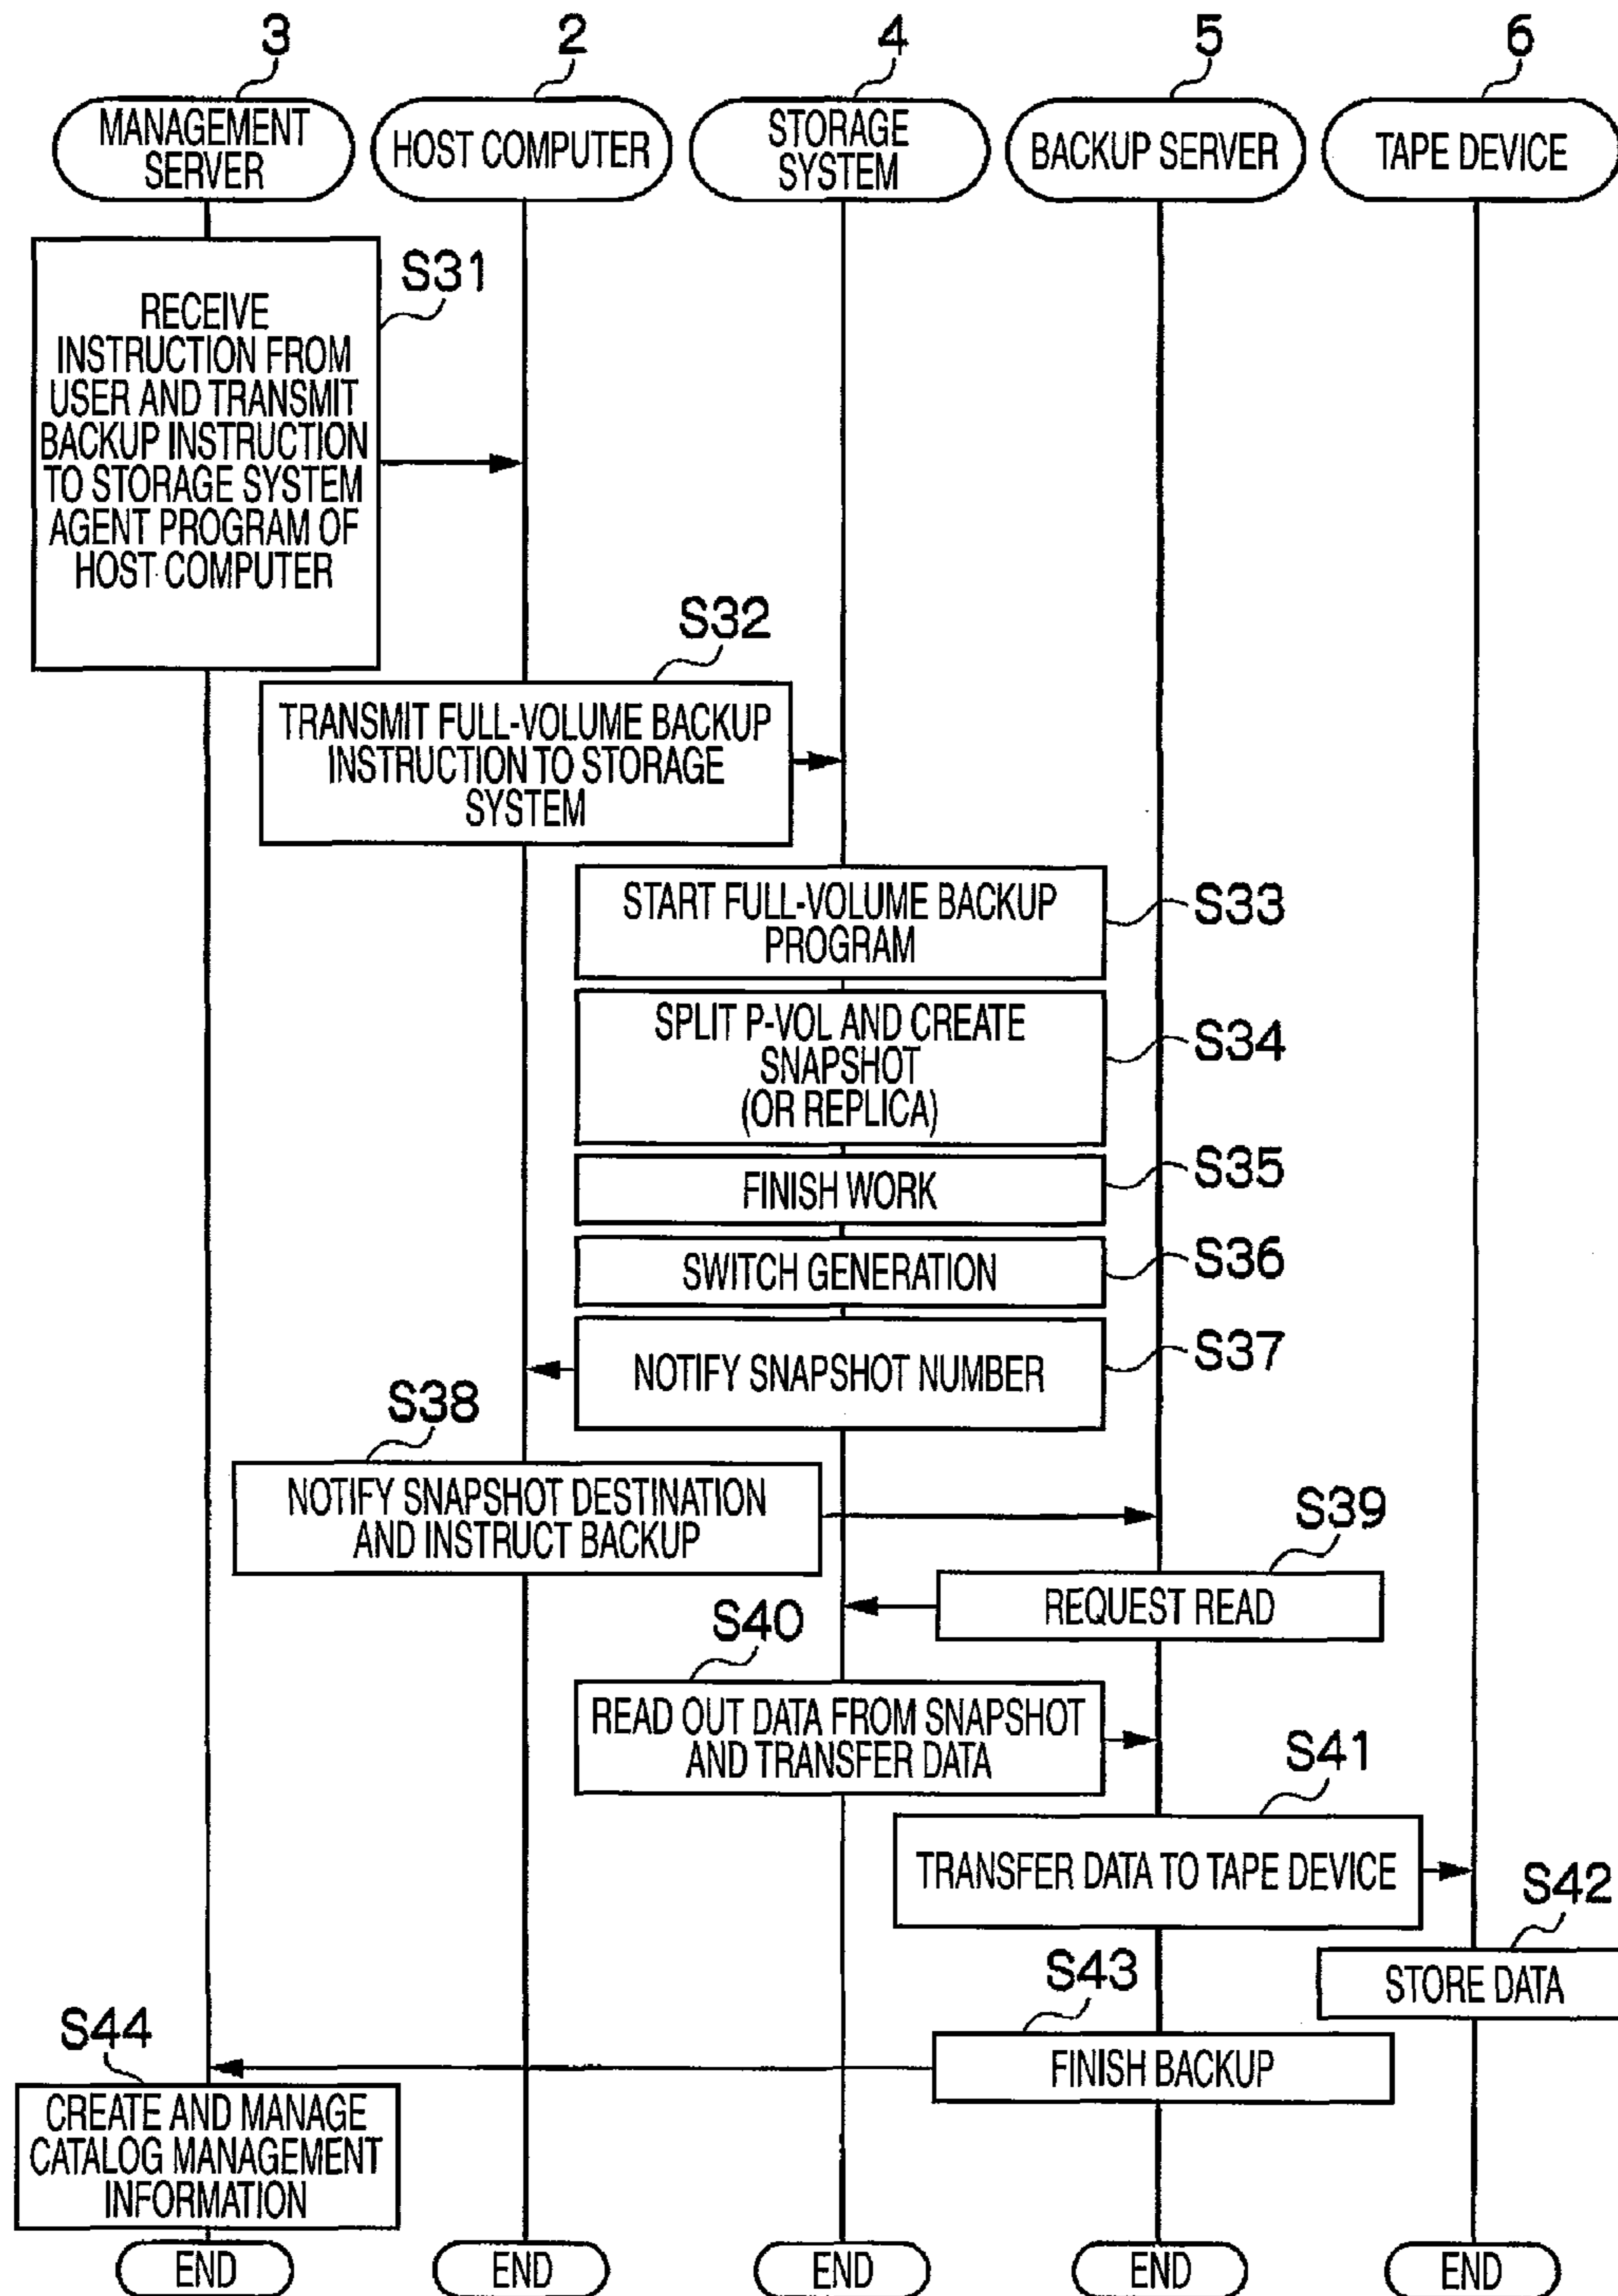 3
2
4
5
6
MANAGEMENT
SERVER
HOST COMPUTER
STORAGE
SYSTEM
BACKUP SERVER
TAPE DEVICE
S31
RECEIVE
INSTRUCTION FROM
USER AND TRANSMIT
BACKUP INSTRUCTION
TO STORAGE SYSTEM
AGENT PROGRAM OF
HOST COMPUTER
S32
TRANSMIT FULL-VOLUME BACKUP
INSTRUCTION TO STORAGE
SYSTEM
START FULL-VOLUME BACKUP
PROGRAM
S33
SPLIT P-VOL AND CREATE
SNAPSHOT
(OR REPLICA)
S34
FINISH WORK
S35
SWITCH GENERATION
S36
NOTIFY SNAPSHOT NUMBER
S37
S38
NOTIFY SNAPSHOT DESTINATION
AND INSTRUCT BACKUP
S39
REQUEST READ
S40
READ OUT DATA FROM SNAPSHOT
AND TRANSFER DATA
S41
TRANSFER DATA TO TAPE DEVICE
S42
STORE DATA
S43
FINISH BACKUP
S44
CREATE AND MANAGE
CATALOG MANAGEMENT
INFORMATION
END
END
END
END
END